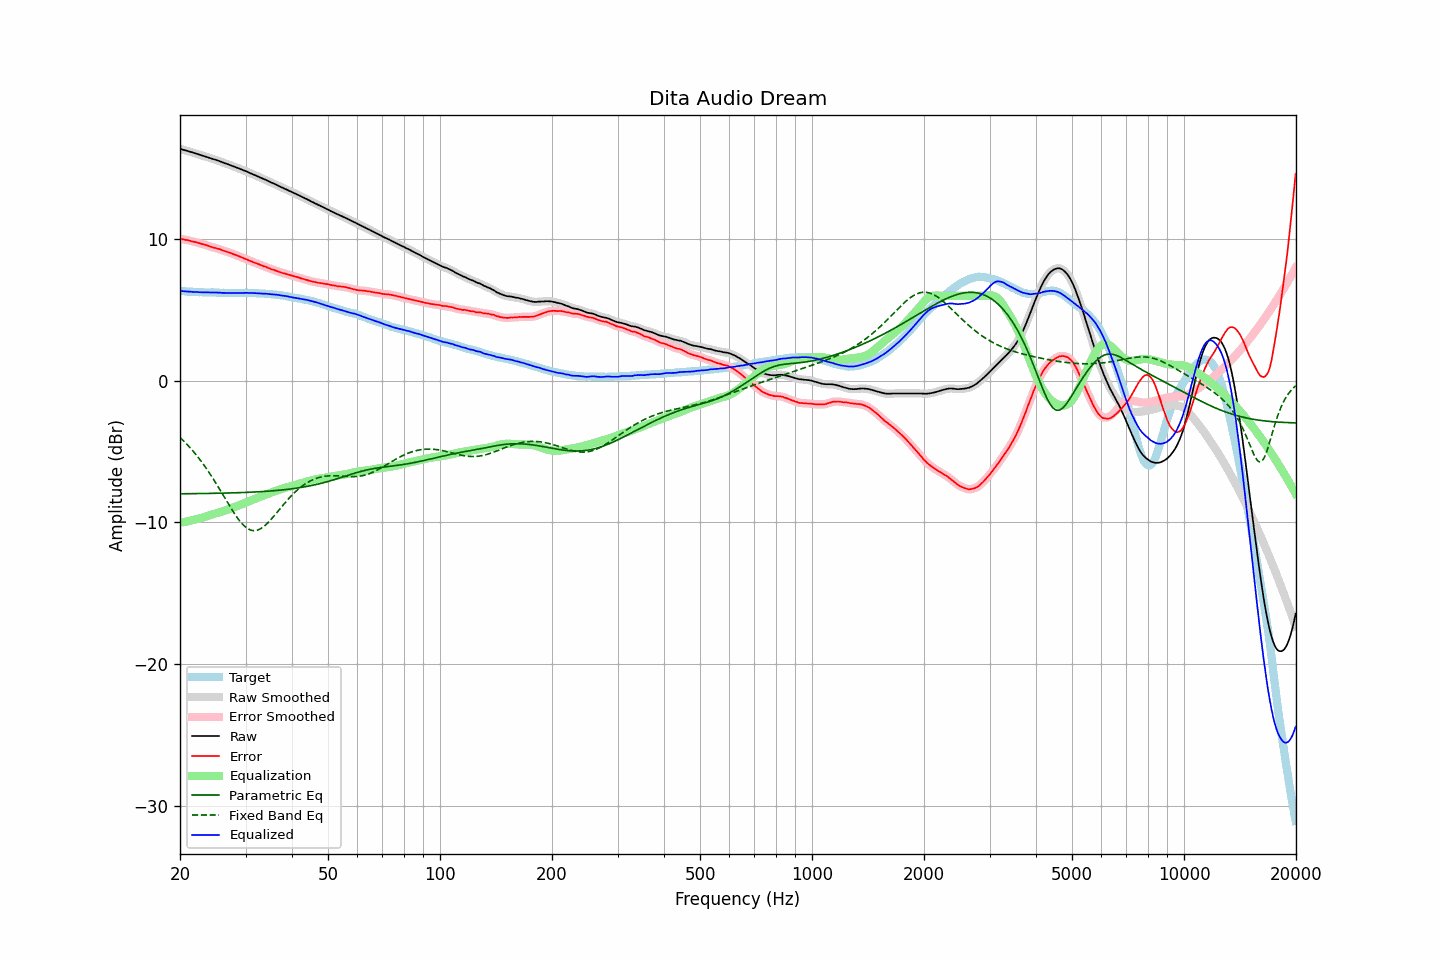 Dita Audio Dream
Amplitude (dBr)
10
0
−10
−20
−30
Target
Raw Smoothed
Error Smoothed
Raw
Error
Equalization
Parametric Eq
Fixed Band Eq
Equalized
20 50 100 200 500 1000 2000 5000 10000 20000
Frequency (Hz)